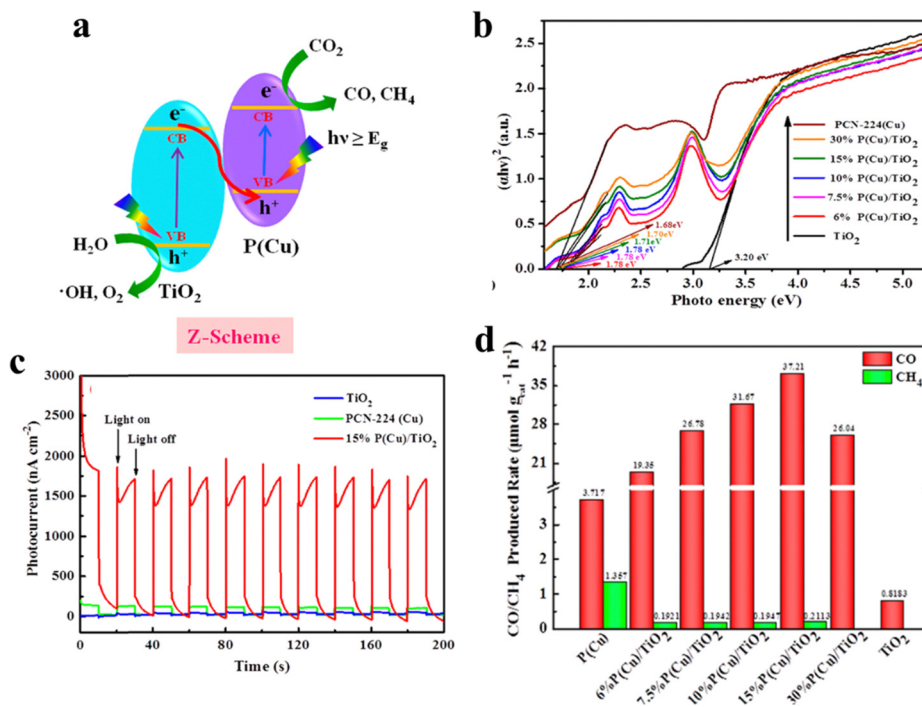 a
e⁻
CB
VB
h⁺
CO₂
CO, CH₄
hν ≥ E_g
e⁻
CB
VB
h⁺
P(Cu)
H₂O
·OH, O₂
TiO₂
Z-Scheme
b
(αhν)² (a.u.)
2.5
2.0
1.5
1.0
0.5
0.0
2.0 2.5 3.0 3.5 4.0 4.5 5.0
Photo energy (eV)
PCN-224(Cu)
30% P(Cu)/TiO₂
15% P(Cu)/TiO₂
10% P(Cu)/TiO₂
7.5% P(Cu)/TiO₂
6% P(Cu)/TiO₂
TiO₂
1.68eV
1.70eV
1.71eV
1.78 eV
1.78 eV
1.78 eV
3.20 eV
c
Photocurrent (nA cm⁻²)
3000
2500
2000
1750
1500
1250
1000
750
500
250
0
0 40 80 120 160 200
Time (s)
Light on
Light off
TiO₂
PCN-224 (Cu)
15% P(Cu)/TiO₂
d
CO/CH₄ Produced Rate (μmol g_cat⁻¹ h⁻¹)
42
35
28
21
3
2
1
0
CO
CH₄
3.717
1.357
19.36
0.1921
26.78
0.1942
31.67
0.1947
37.21
0.2113
26.04
0.8183
P(Cu)
6%P(Cu)/TiO₂
7.5%P(Cu)/TiO₂
10%P(Cu)/TiO₂
15%P(Cu)/TiO₂
30%P(Cu)/TiO₂
TiO₂